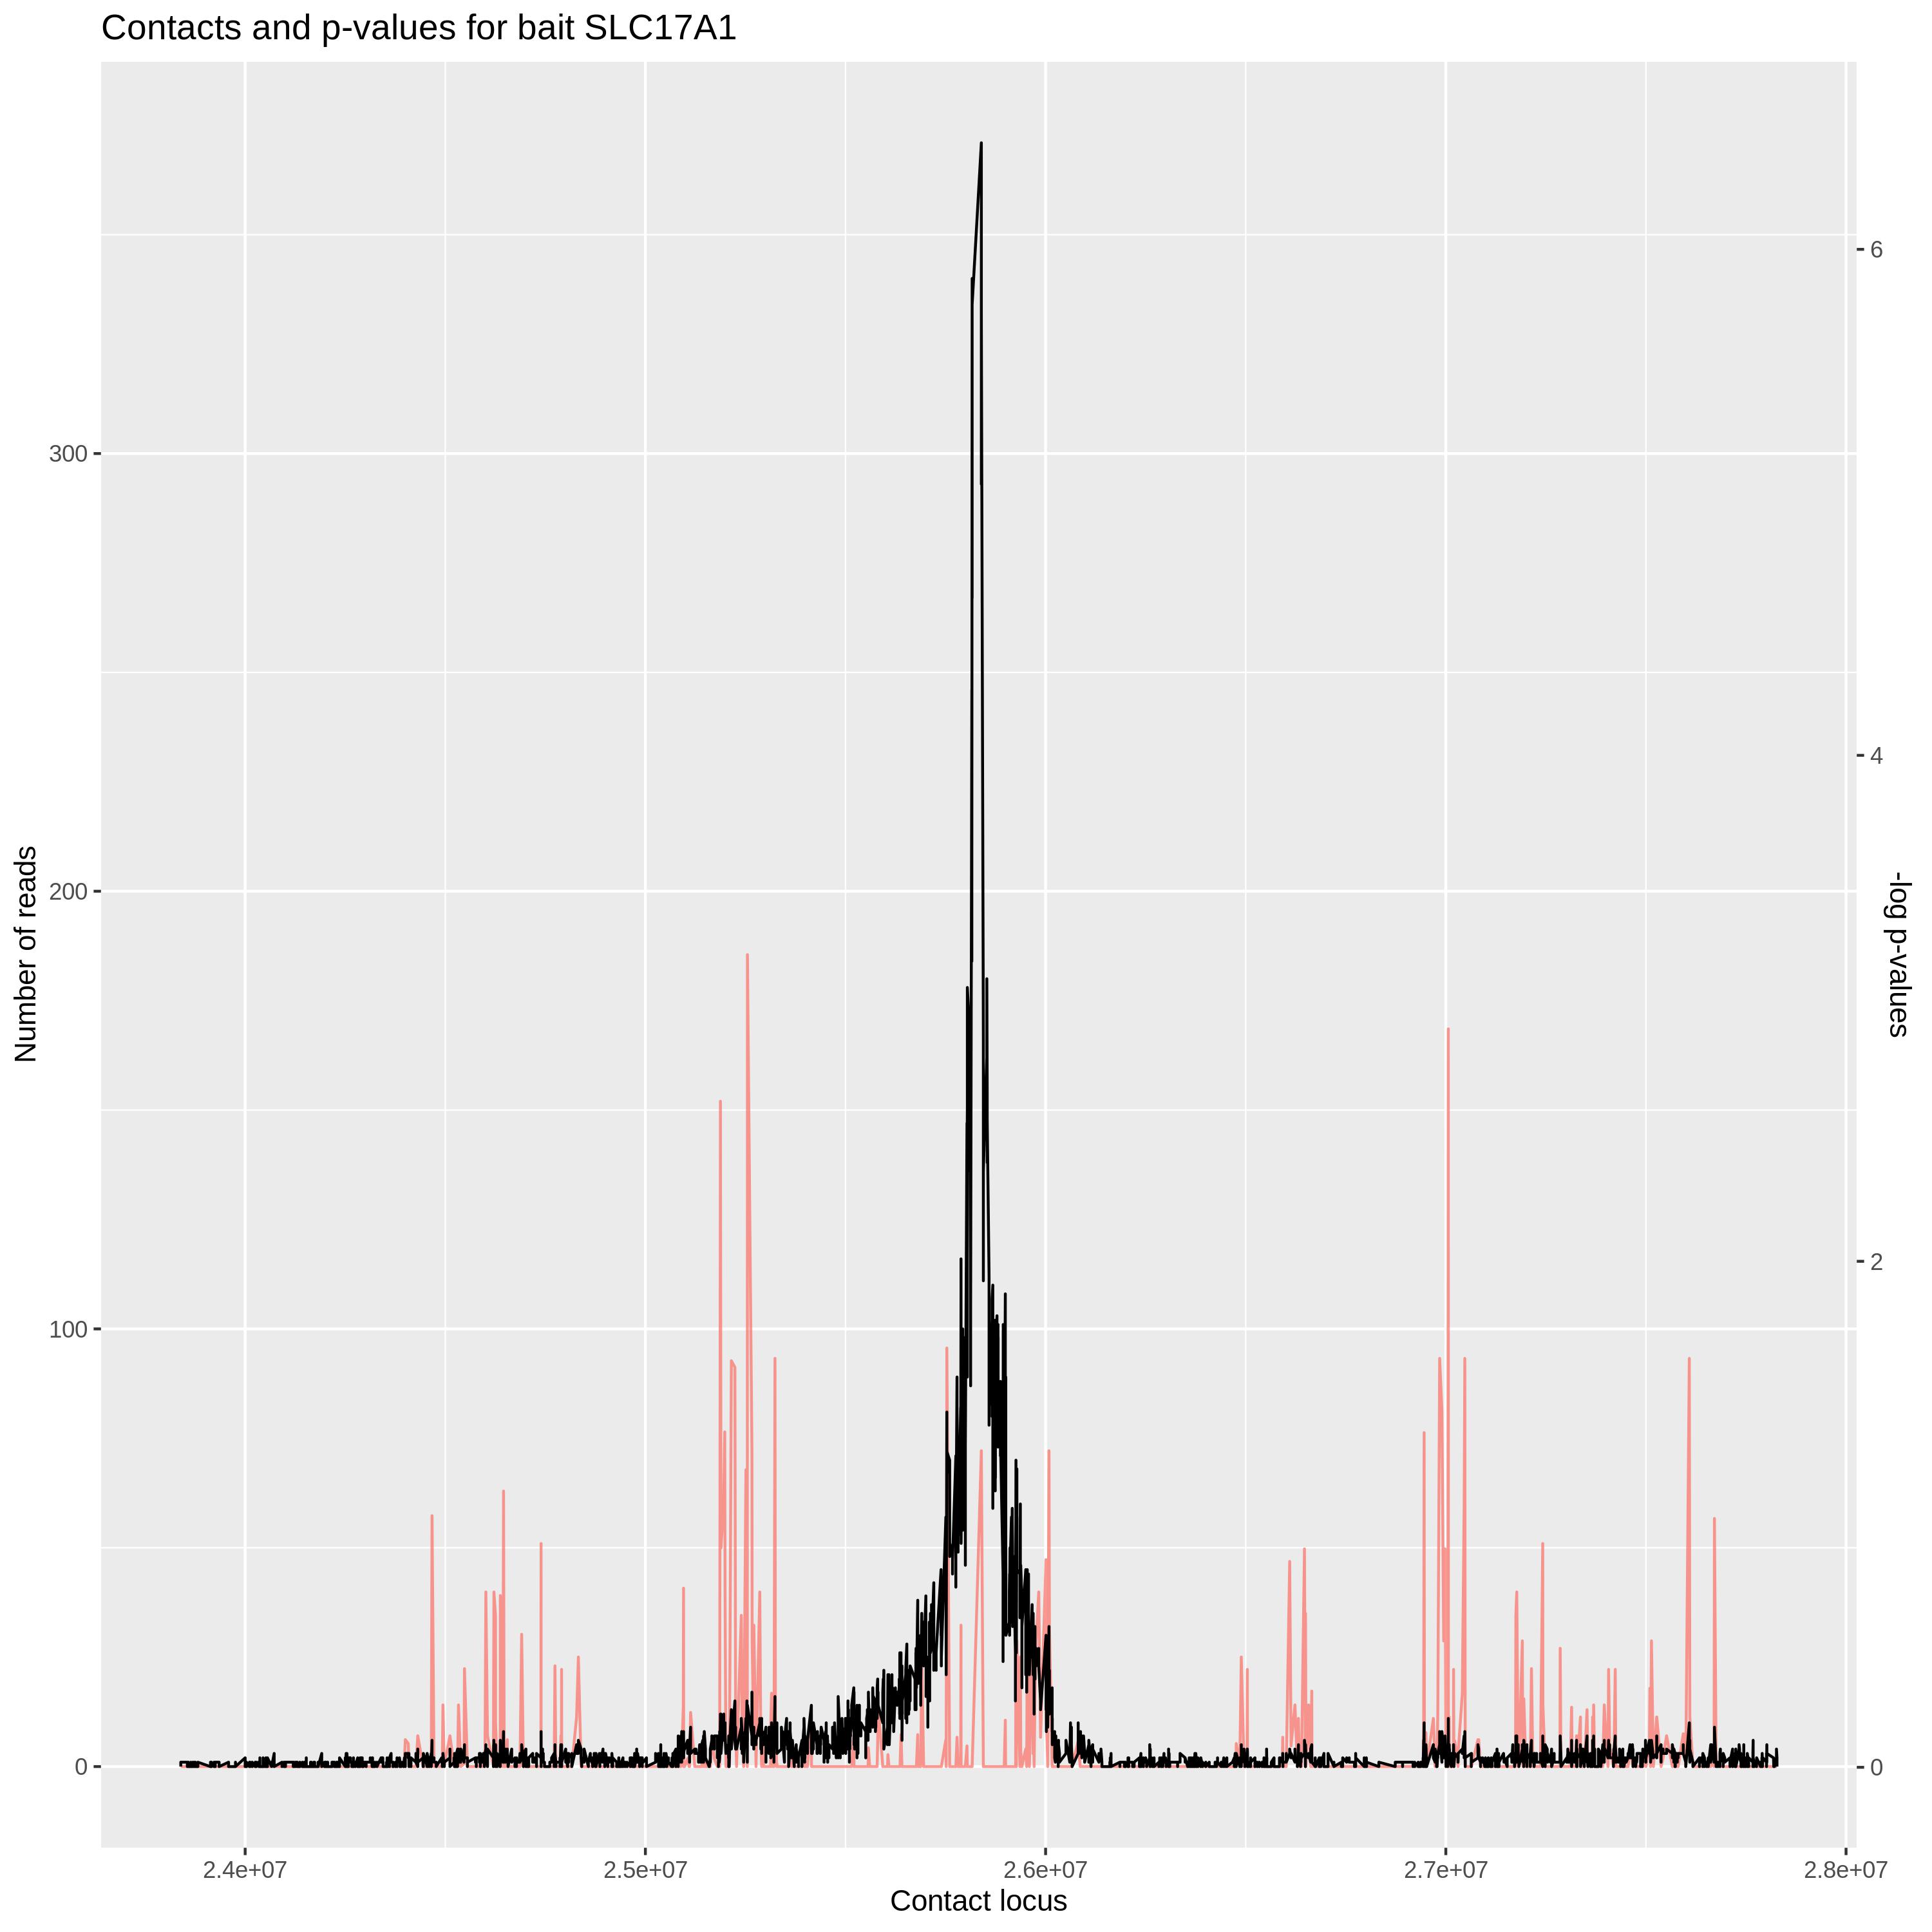 Contacts and p-values for bait SLC17A1
Number of reads
300
200
100
0
6
4
2
0
-log p-values
2.4e+07
2.5e+07
2.6e+07
2.7e+07
2.8e+07
Contact locus